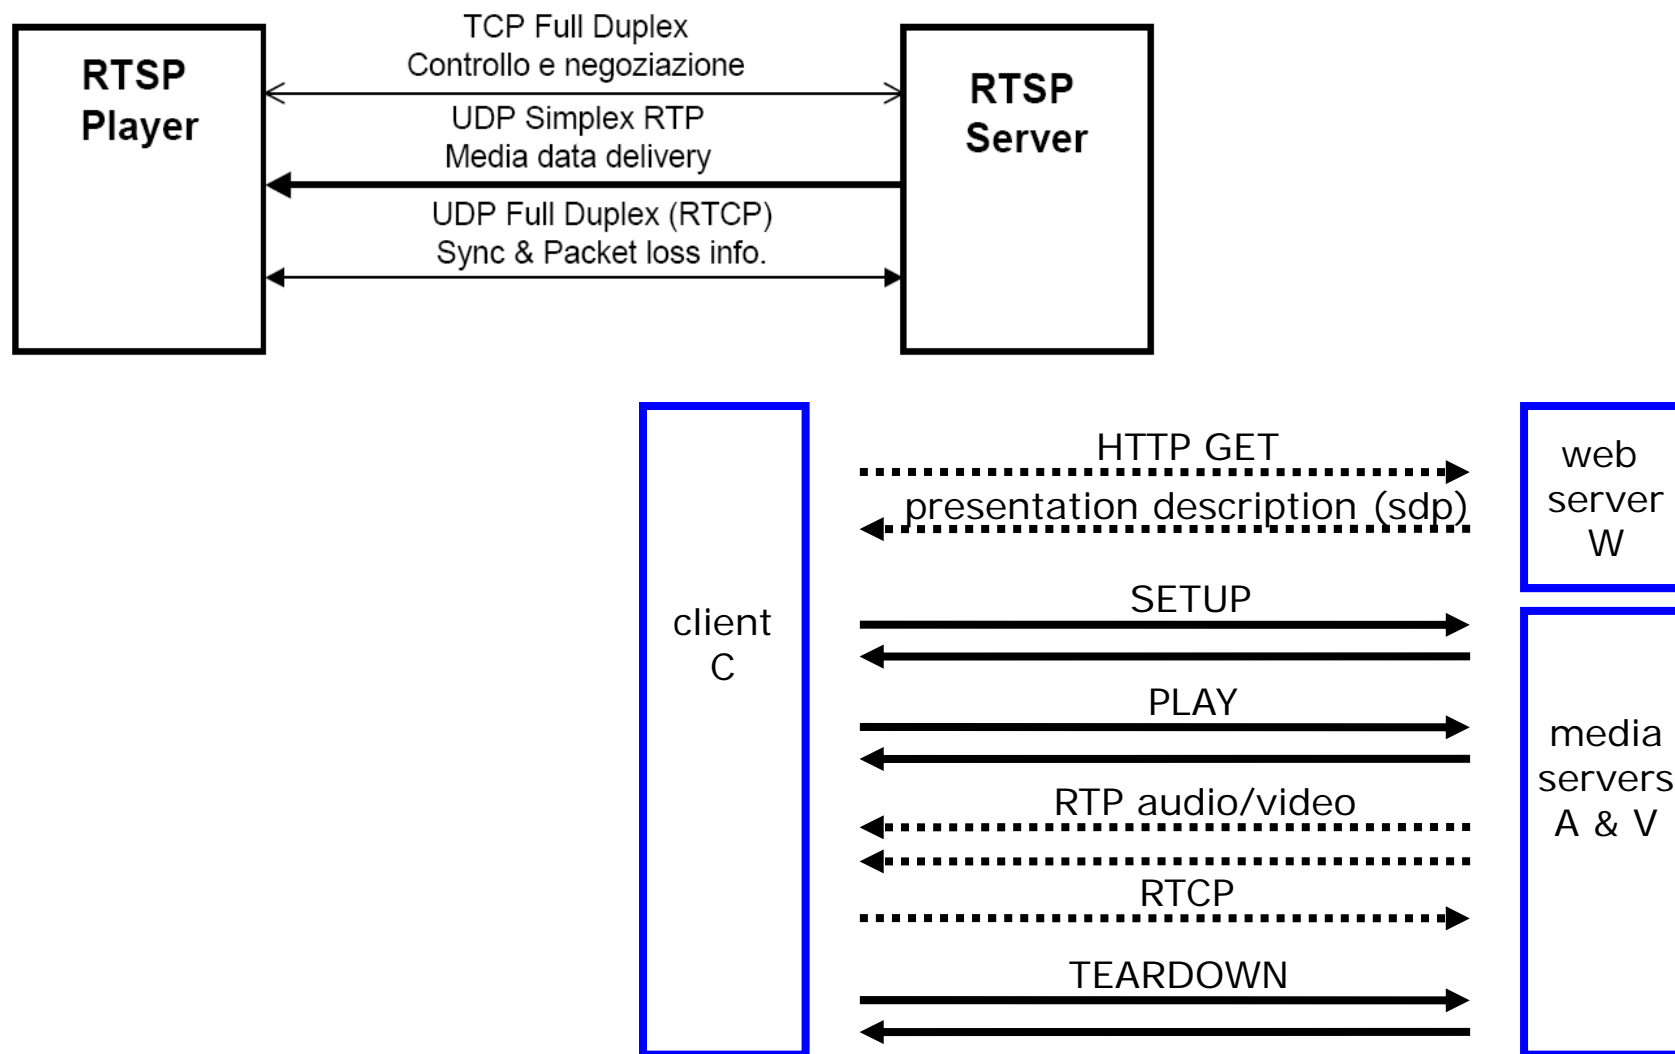 RTSP
Player
TCP Full Duplex
Controllo e negoziazione
UDP Simplex RTP
Media data delivery
UDP Full Duplex (RTCP)
Sync & Packet loss info.
RTSP
Server
client
C
HTTP GET
presentation description (sdp)
SETUP
PLAY
RTP audio/video
RTCP
TEARDOWN
web
server
W
media
servers
A & V